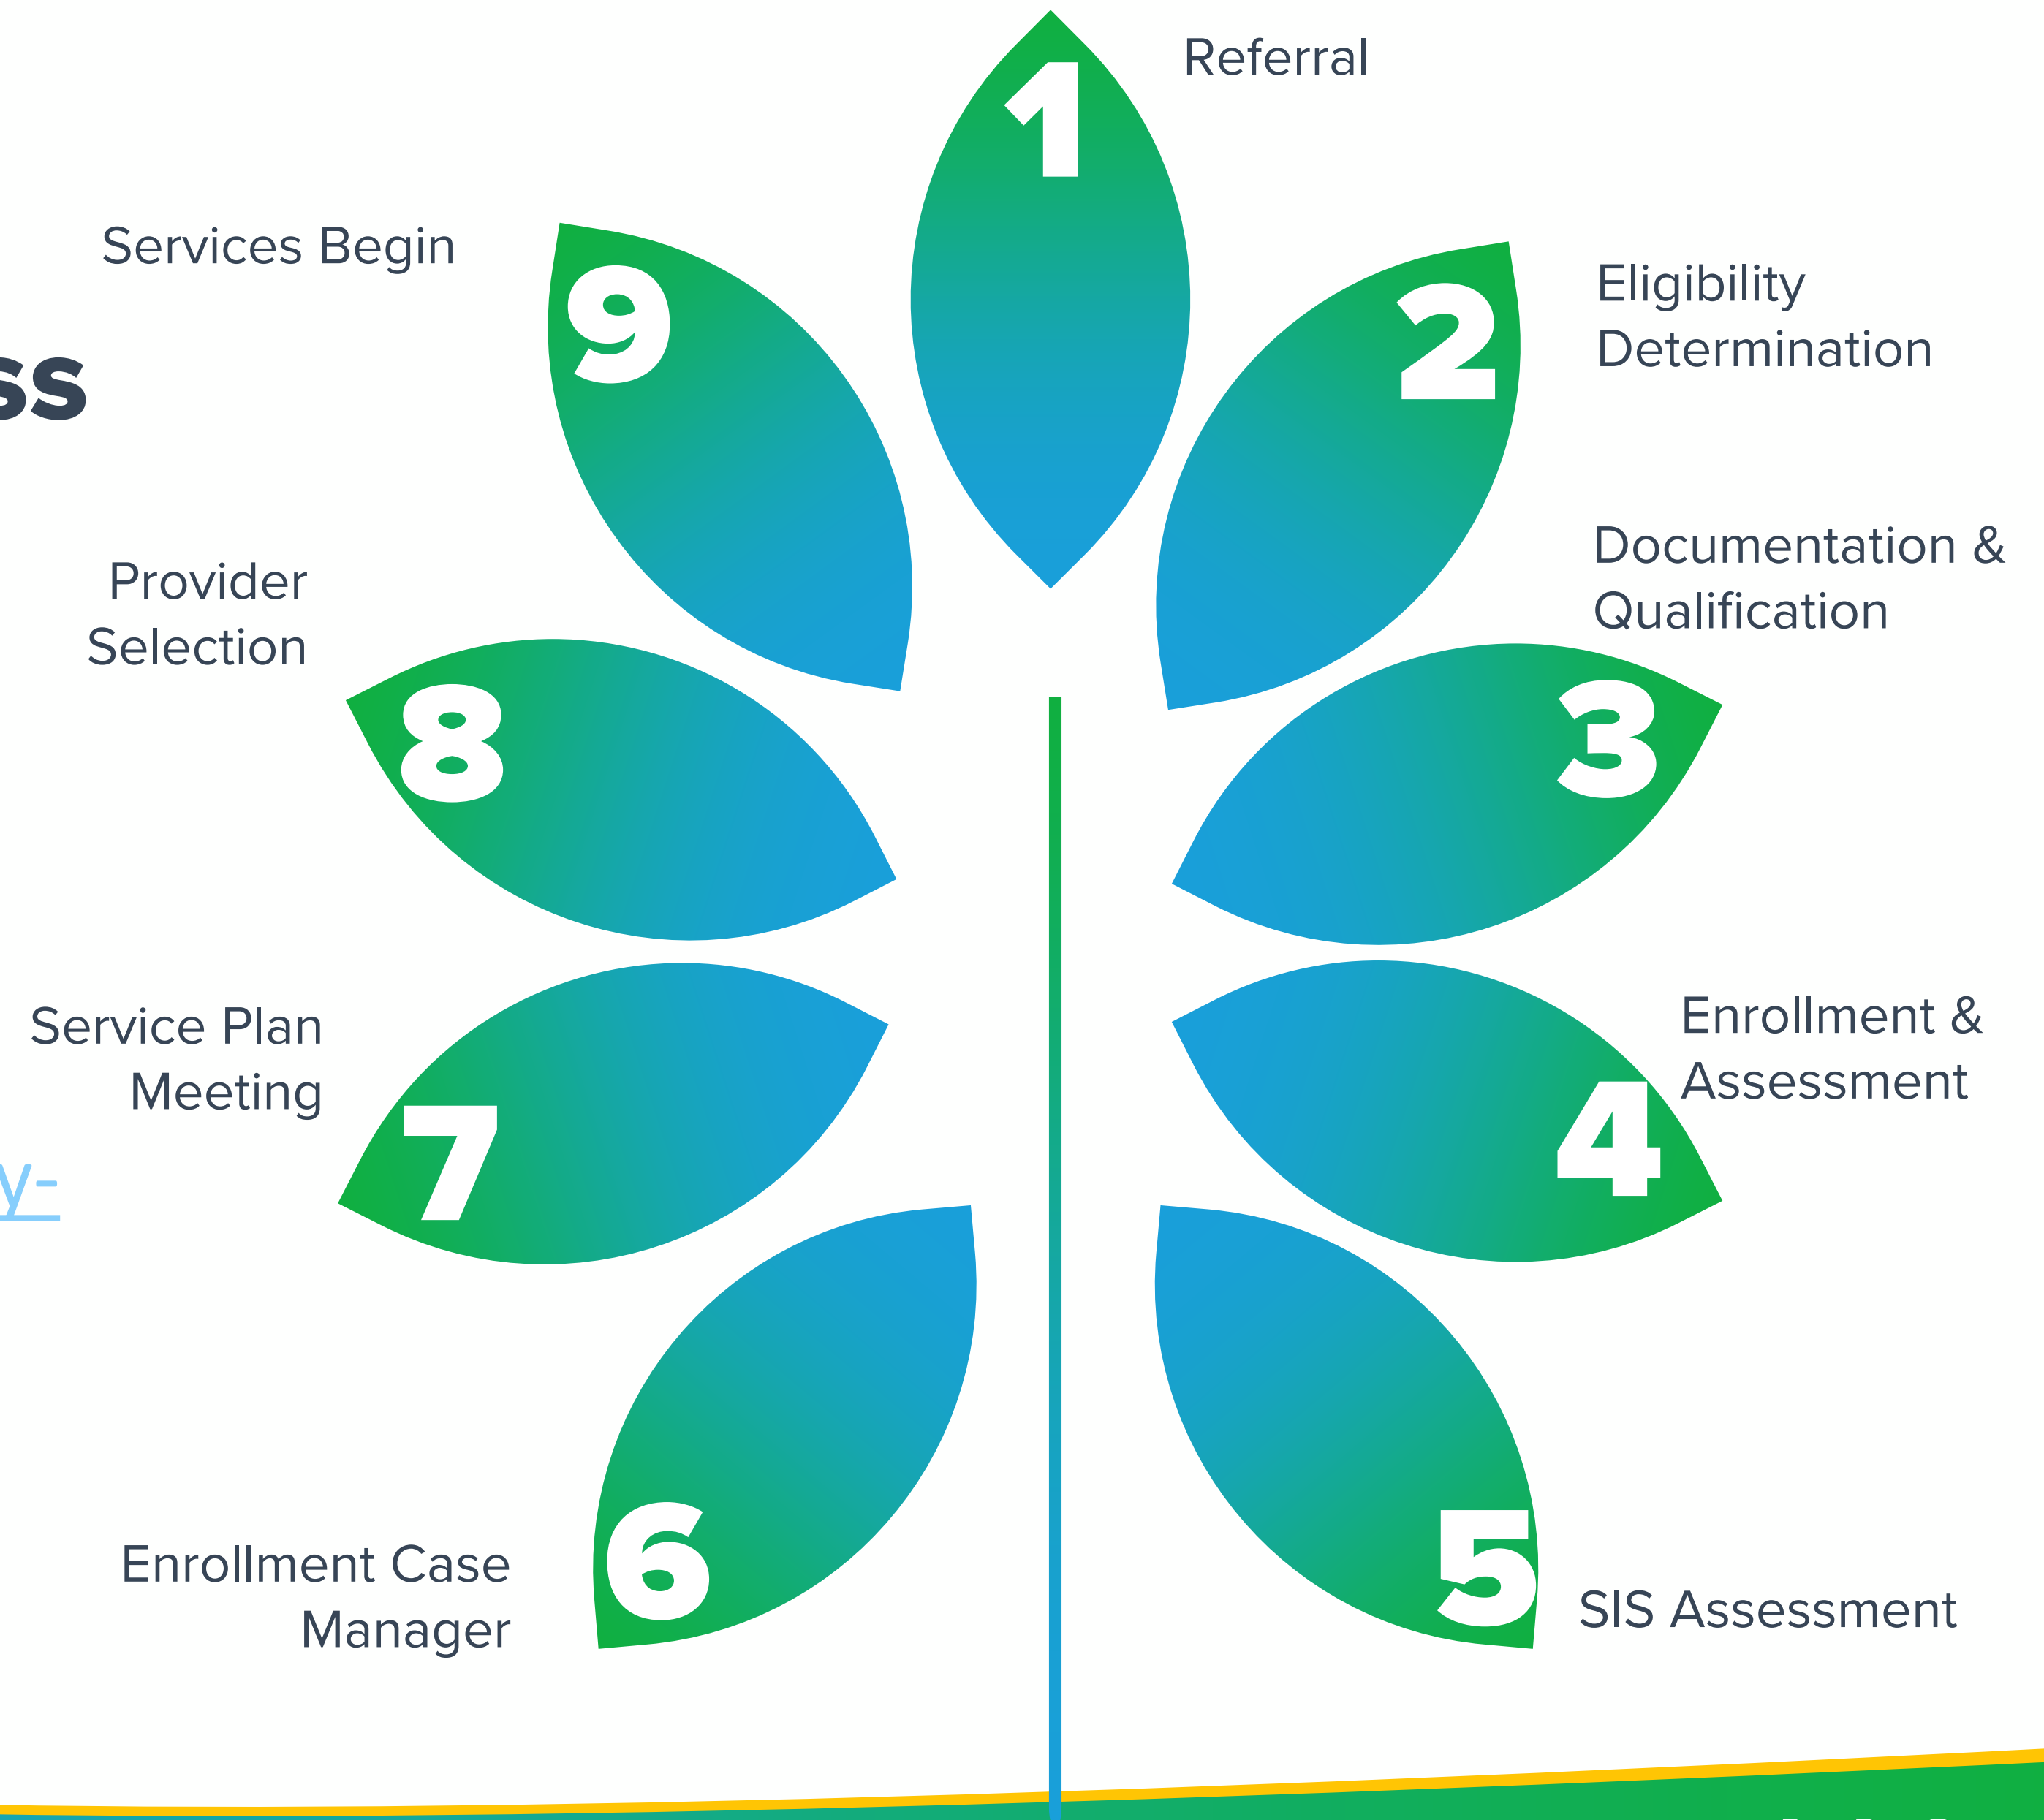 1
Referral
2
Eligibility
Determination
3
Documentation &
Qualification
4
Enrollment &
Assessment
5
SIS Assessment
6
Enrollment Case
Manager
7
Service Plan
Meeting
8
Provider
Selection
9
Services Begin